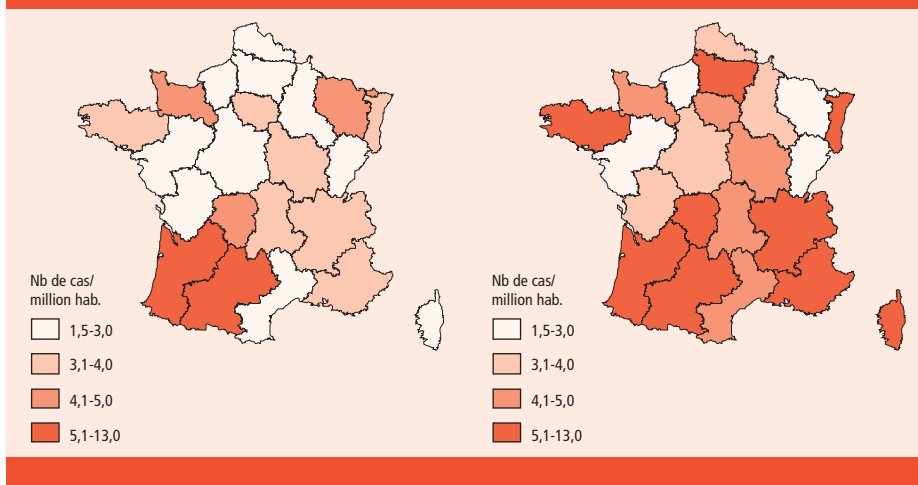 Nb de cas/
million hab.
1,5-3,0
3,1-4,0
4,1-5,0
5,1-13,0
Nb de cas/
million hab.
1,5-3,0
3,1-4,0
4,1-5,0
5,1-13,0